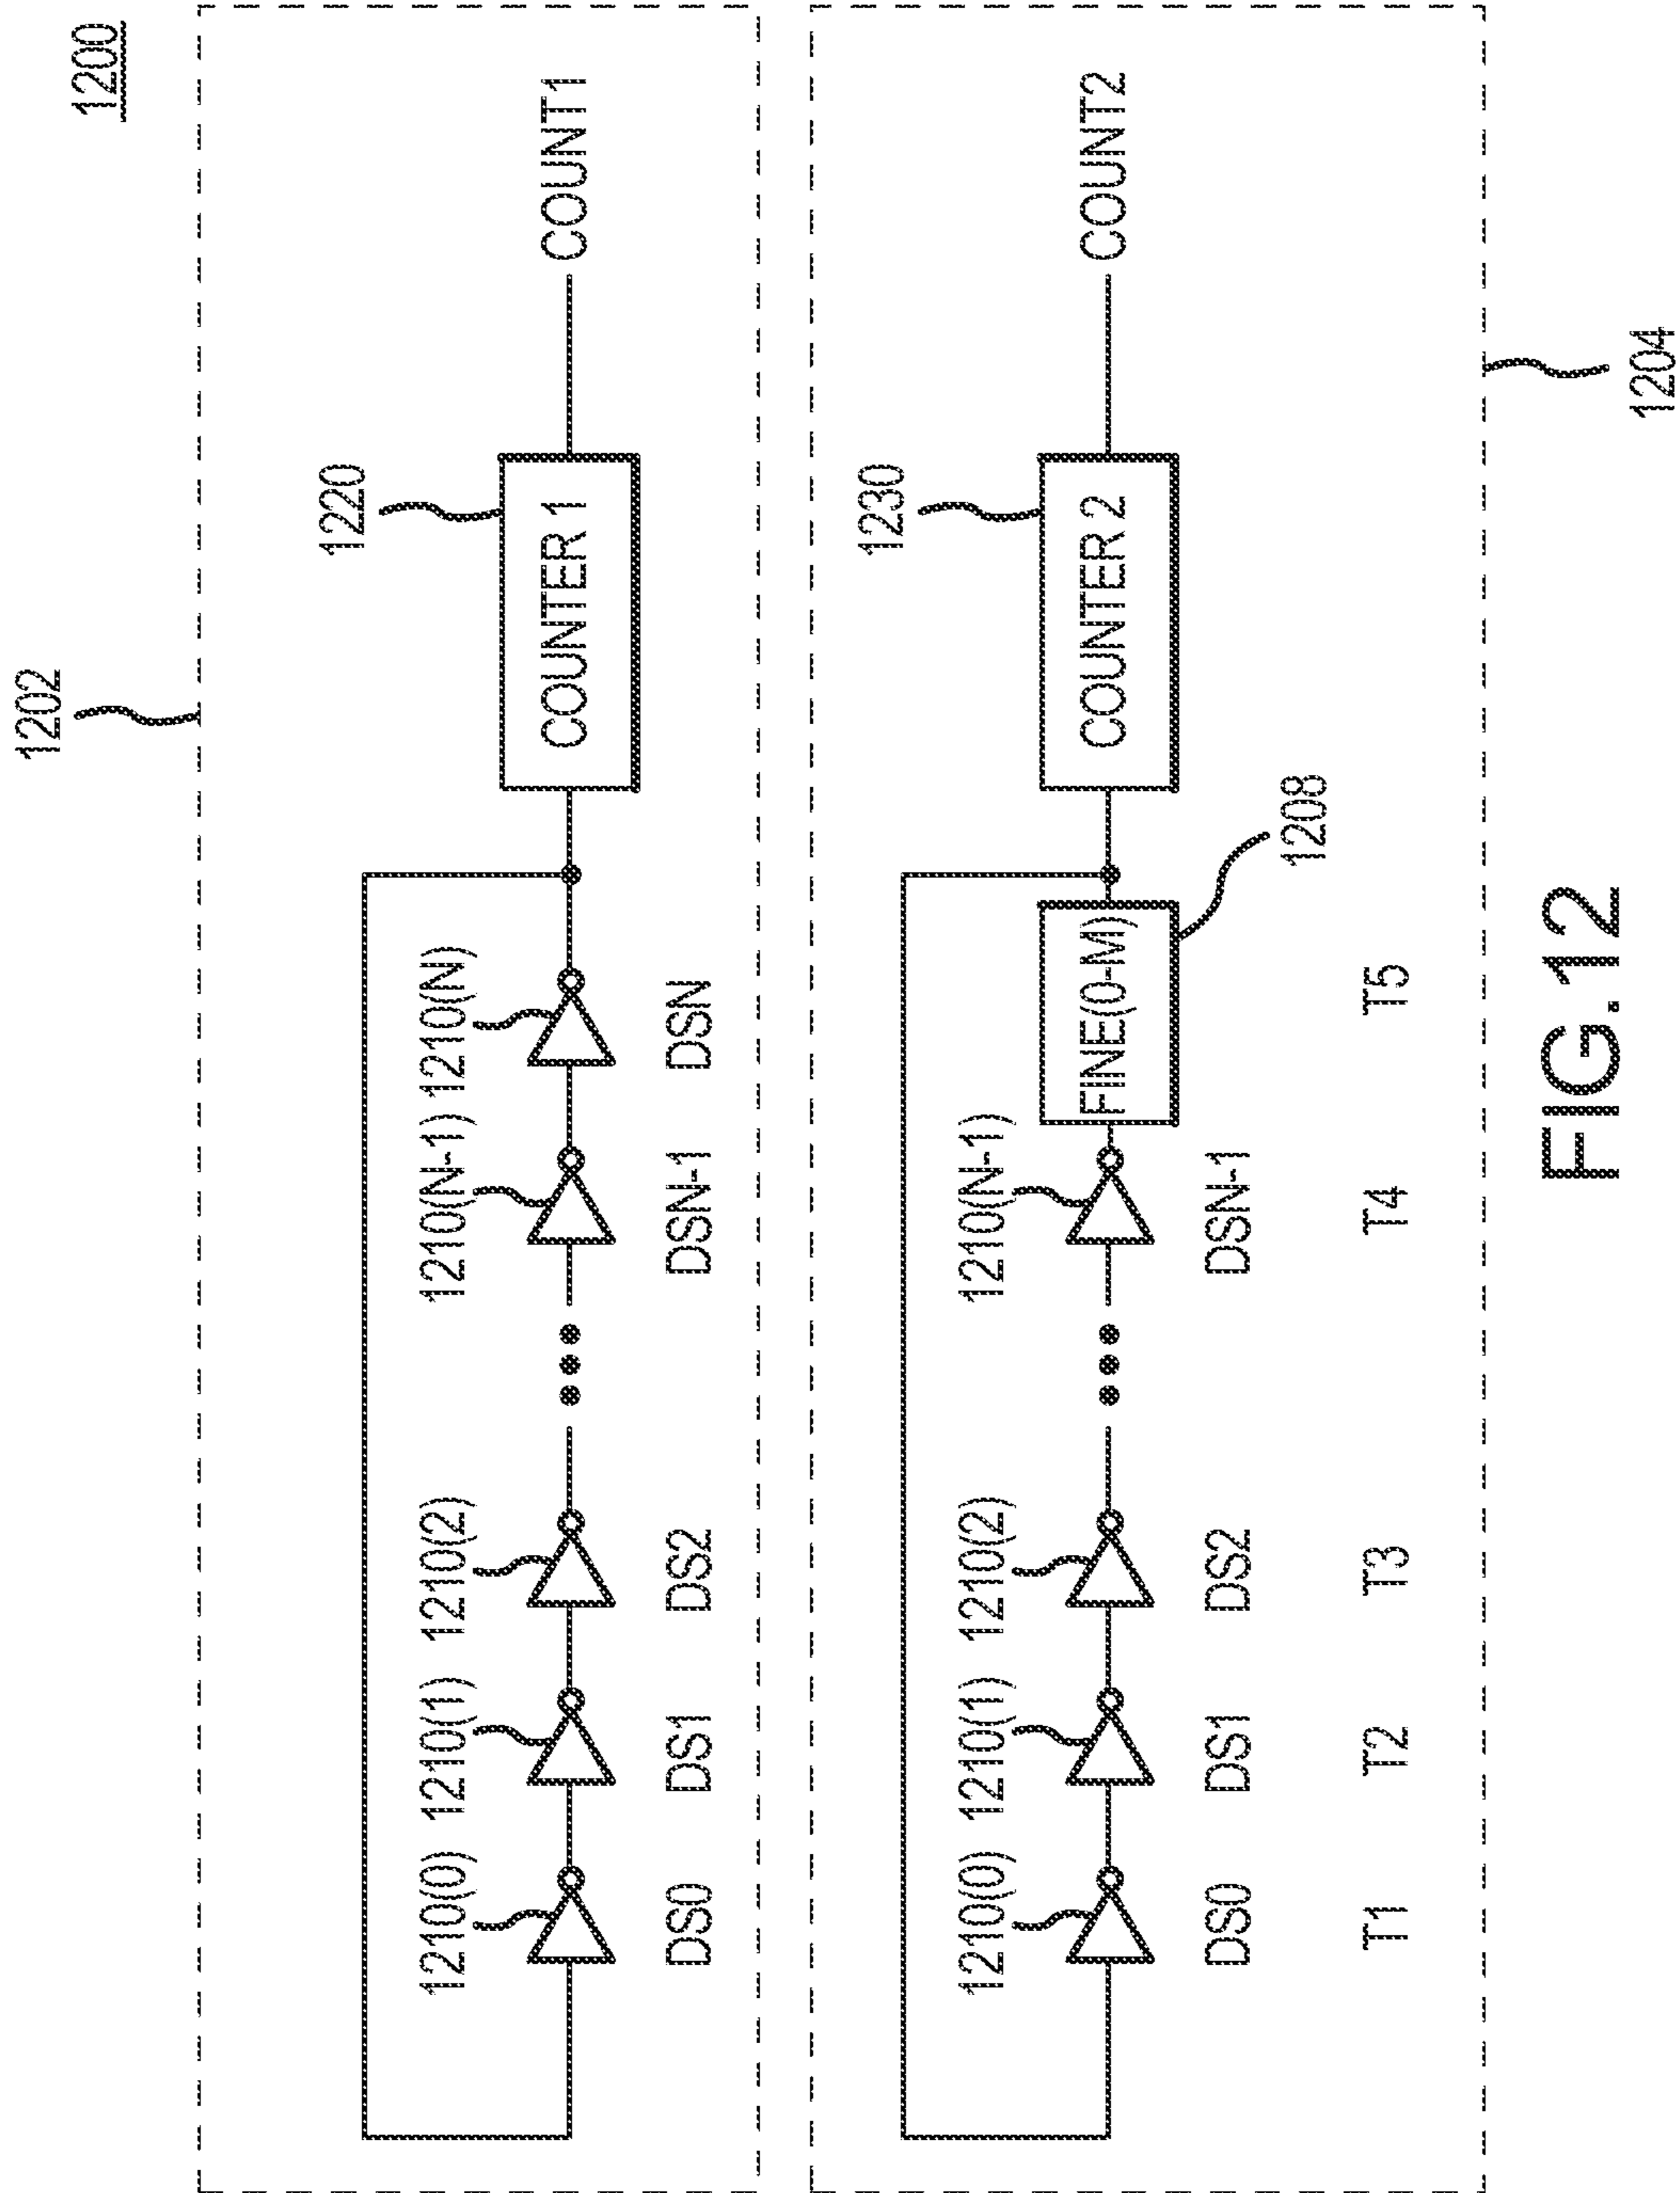 1200
1202
1220
1210(0) 1210(1) 1210(2) 1210(N-1) 1210(N)
COUNTER 1 COUNT1
DS0 DS1 DS2 DSN-1 DSN
1230
1210(0) 1210(1) 1210(2) 1210(N-1)
FINE(0-M) COUNTER 2 COUNT2
DS0 DS1 DS2 DSN-1
1208
T1 T2 T3 T4 T5
1204
FIG.12